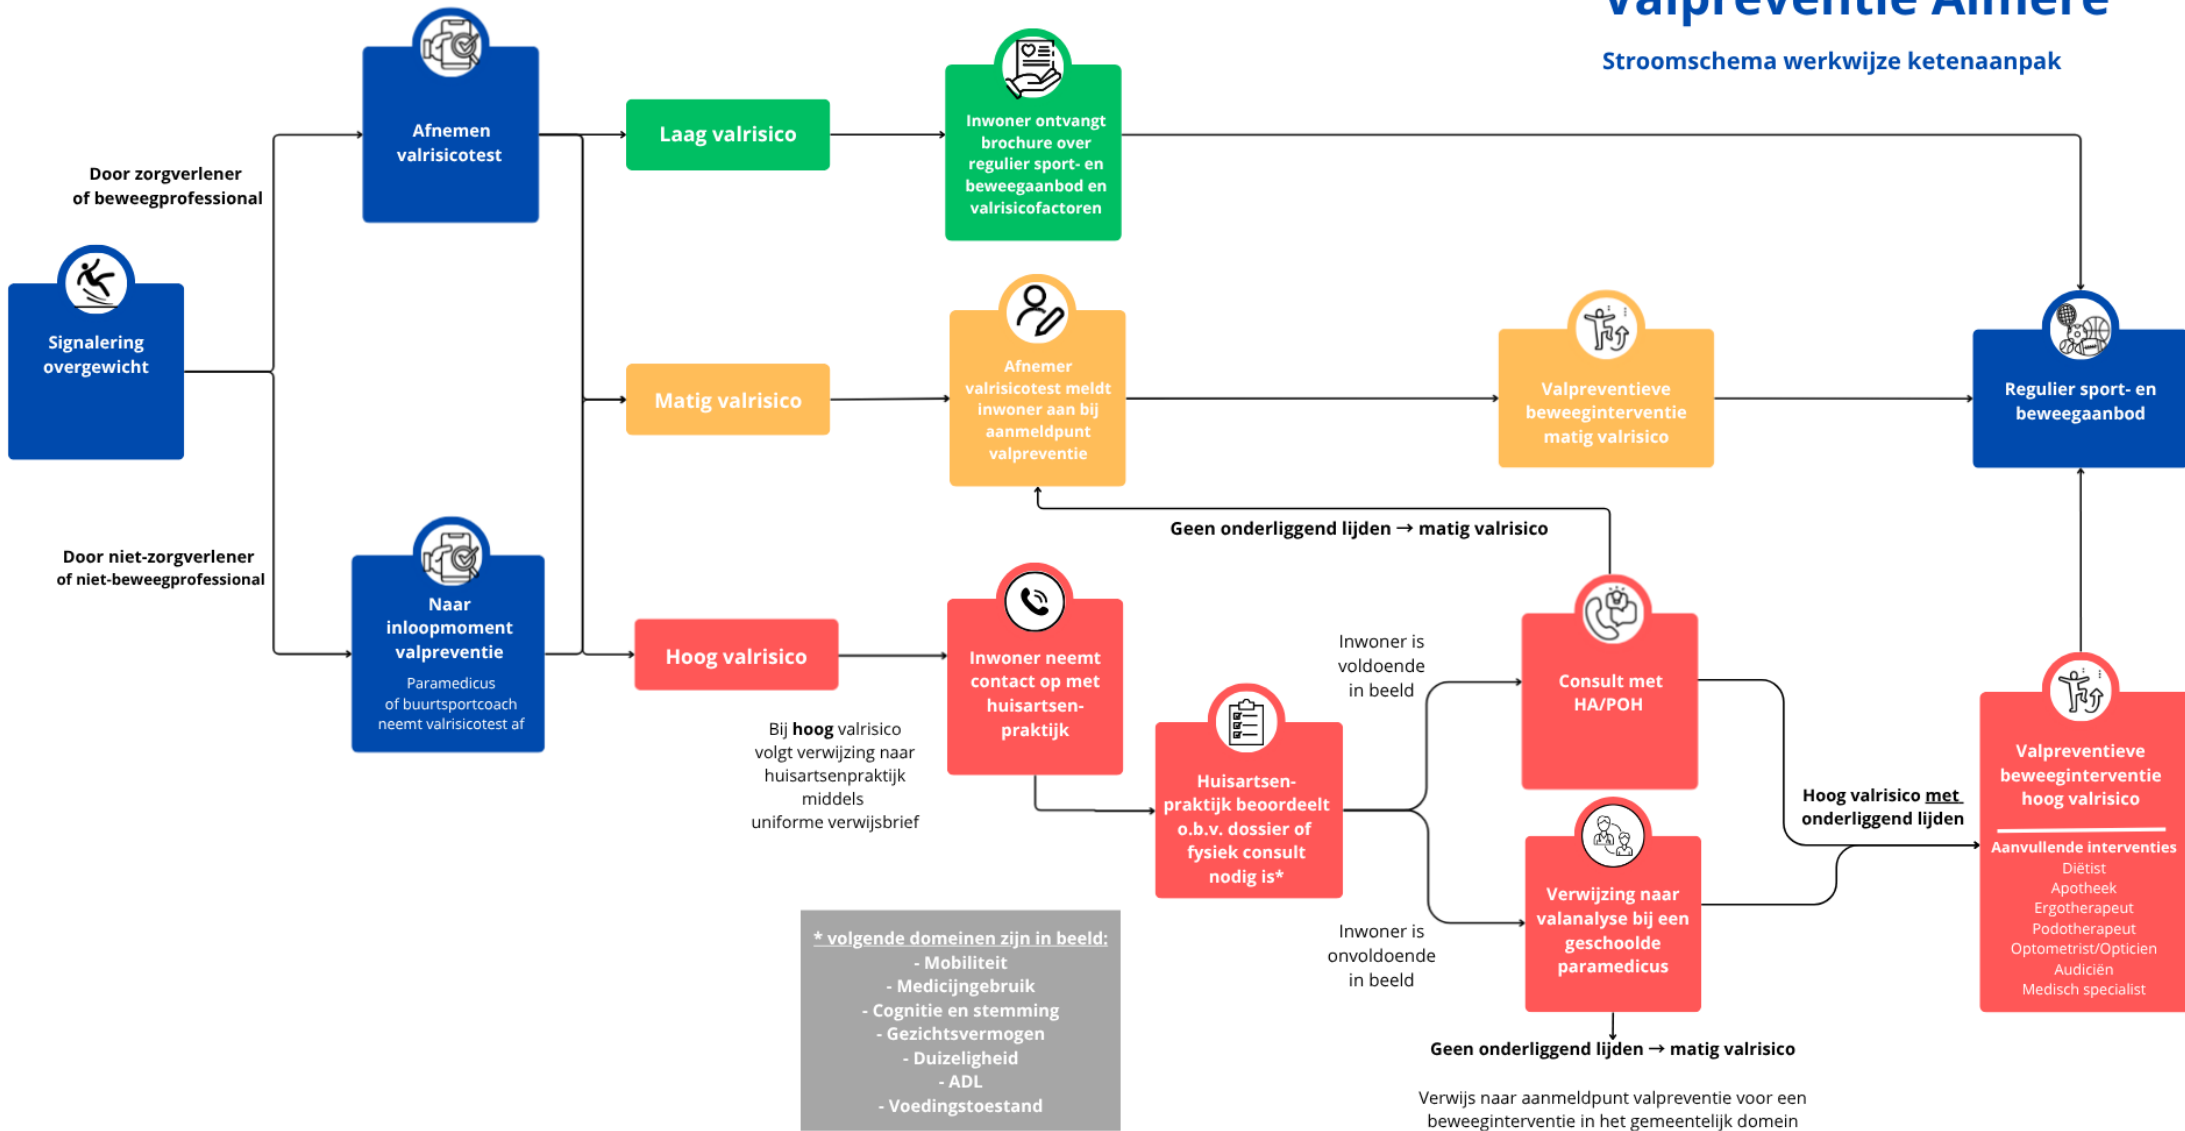 Valpreventie Almere
Stroomschema werkwijze ketenaanpak
Door zorgverlener
of beweegprofessional
Signalering
overgewicht
Door niet-zorgverlener
of niet-beweegprofessional
Afnemen
valrisicotest
Naar
inloopmoment
valpreventie
Paramedicus
of buurtsportcoach
neemt valrisicotest af
Laag valrisico
Inwoner ontvangt
brochure over
regulier sport- en
beweegaanbod en
valrisicofactoren
Matig valrisico
Afnemer
valrisicotest meldt
inwoner aan bij
aanmeldpunt
valpreventie
Valpreventieve
beweeginterventie
matig valrisico
Regulier sport- en
beweegaanbod
Geen onderliggend lijden → matig valrisico
Hoog valrisico
Bij hoog valrisico
volgt verwijzing naar
huisartsenpraktijk
middels
uniforme verwijsbrief
Inwoner neemt
contact op met
huisartsen-
praktijk
Huisartsen-
praktijk beoordeelt
o.b.v. dossier of
fysiek consult
nodig is*
Inwoner is
voldoende
in beeld
Consult met
HA/POH
Inwoner is
onvoldoende
in beeld
Verwijzing naar
valanalyse bij een
geschoolde
paramedicus
Hoog valrisico met
onderliggend lijden
Valpreventieve
beweeginterventie
hoog valrisico
Aanvullende interventies
Diëtist
Apotheek
Ergotherapeut
Podotherapeut
Optometrist/Opticien
Audiciën
Medisch specialist
* volgende domeinen zijn in beeld:
- Mobiliteit
- Medicijngebruik
- Cognitie en stemming
- Gezichtsvermogen
- Duizeligheid
- ADL
- Voedingstoestand
Geen onderliggend lijden → matig valrisico
Verwijs naar aanmeldpunt valpreventie voor een
beweeginterventie in het gemeentelijk domein